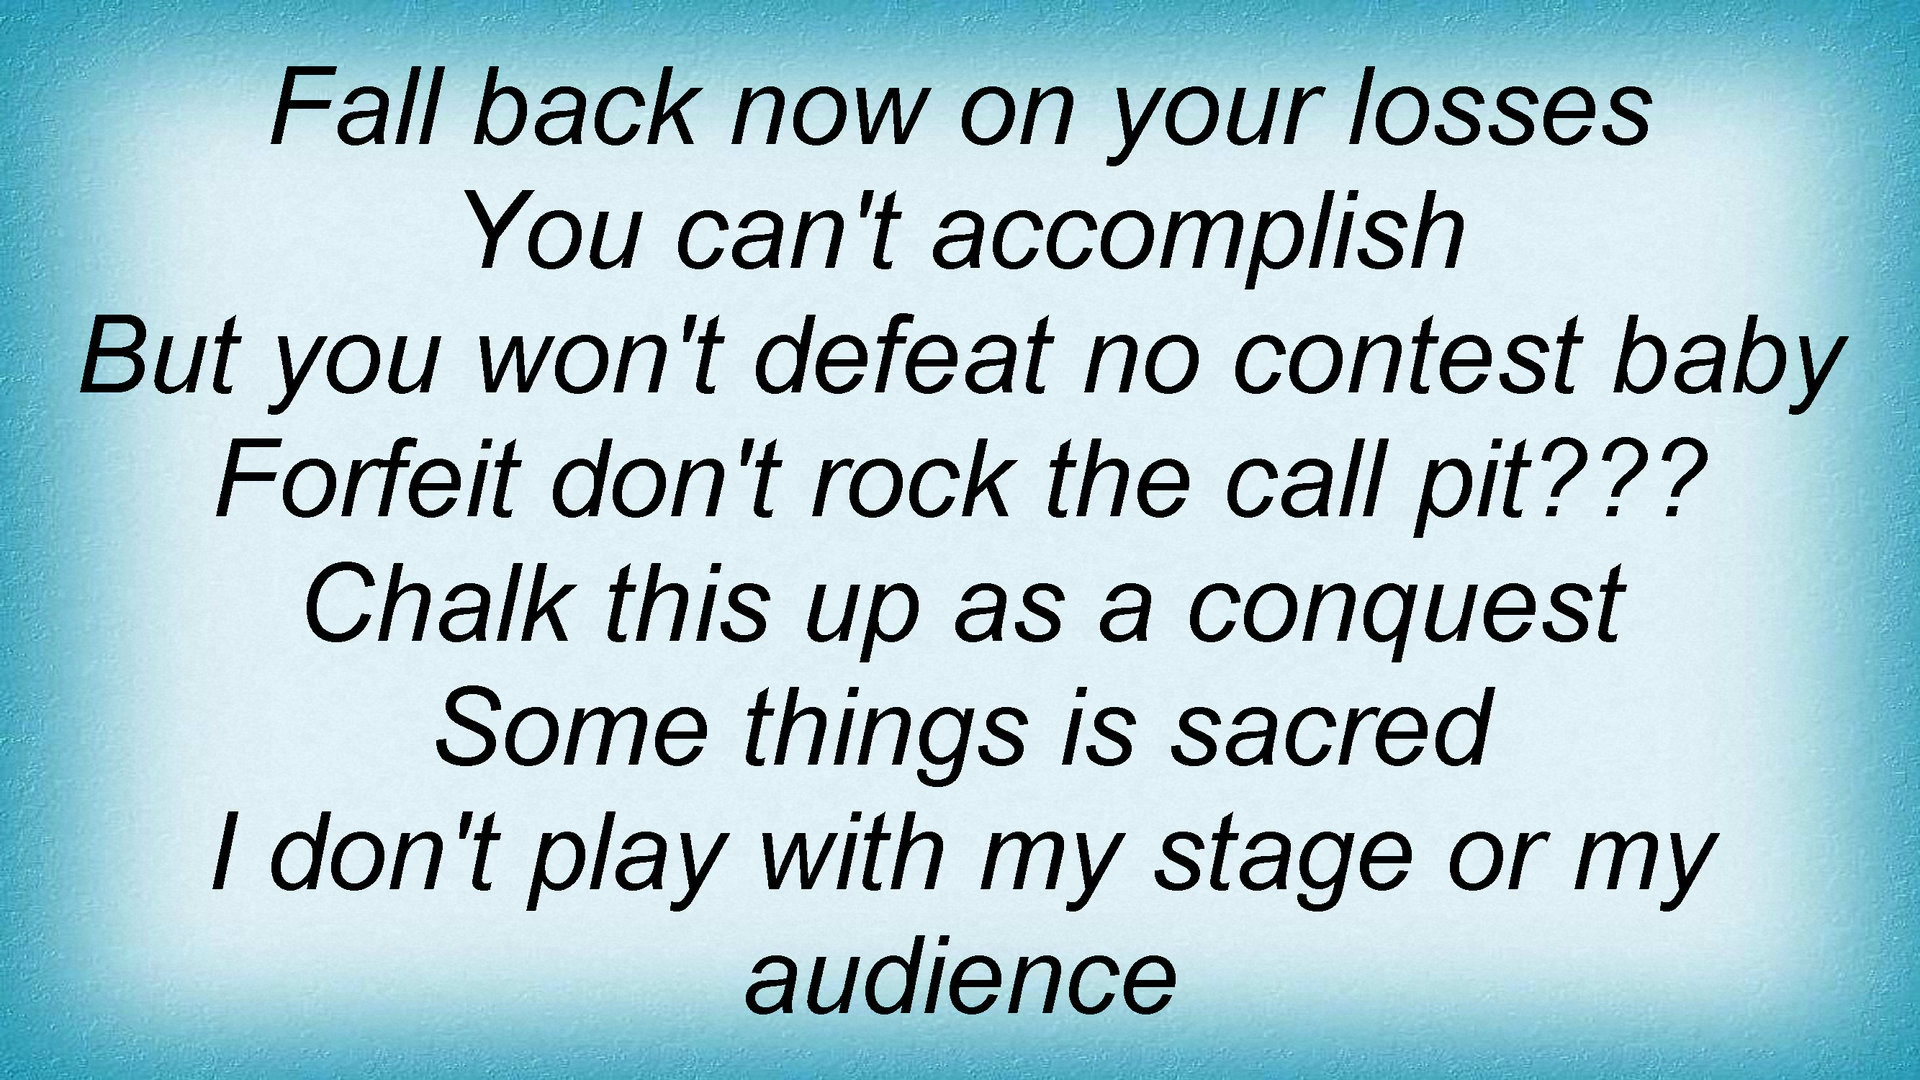 Fall back now on your losses
You can't accomplish
But you won't defeat no contest baby
Forfeit don't rock the call pit???
Chalk this up as a conquest
Some things is sacred
I don't play with my stage or my
audience